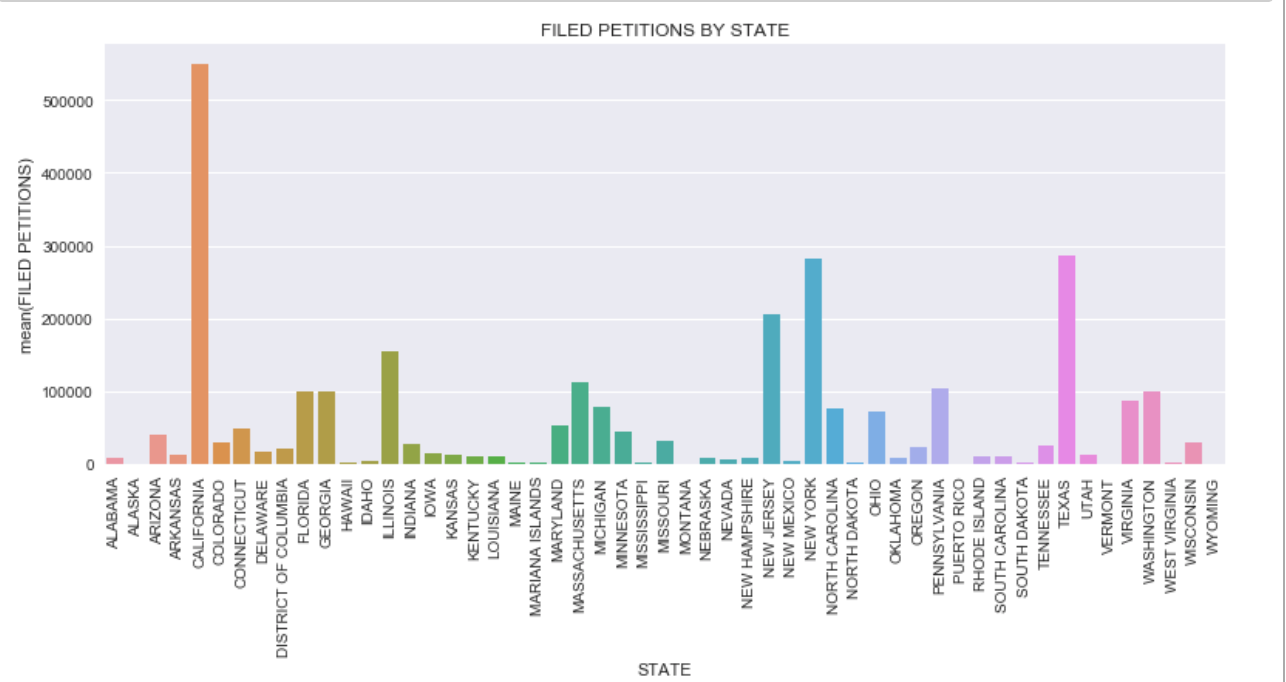 FILED PETITIONS BY STATE
mean(FILED PETITIONS)
500000
400000
300000
200000
100000
0
ALABAMA
ALASKA
ARIZONA
ARKANSAS
CALIFORNIA
COLORADO
CONNECTICUT
DELAWARE
DISTRICT OF COLUMBIA
FLORIDA
GEORGIA
HAWAII
IDAHO
ILLINOIS
INDIANA
IOWA
KANSAS
KENTUCKY
LOUISIANA
MAINE
MARIANA ISLANDS
MARYLAND
MASSACHUSETTS
MICHIGAN
MINNESOTA
MISSISSIPPI
MISSOURI
MONTANA
NEBRASKA
NEVADA
NEW HAMPSHIRE
NEW JERSEY
NEW MEXICO
NEW YORK
NORTH CAROLINA
NORTH DAKOTA
OHIO
OKLAHOMA
OREGON
PENNSYLVANIA
PUERTO RICO
RHODE ISLAND
SOUTH CAROLINA
SOUTH DAKOTA
TENNESSEE
TEXAS
UTAH
VERMONT
VIRGINIA
WASHINGTON
WEST VIRGINIA
WISCONSIN
WYOMING
STATE